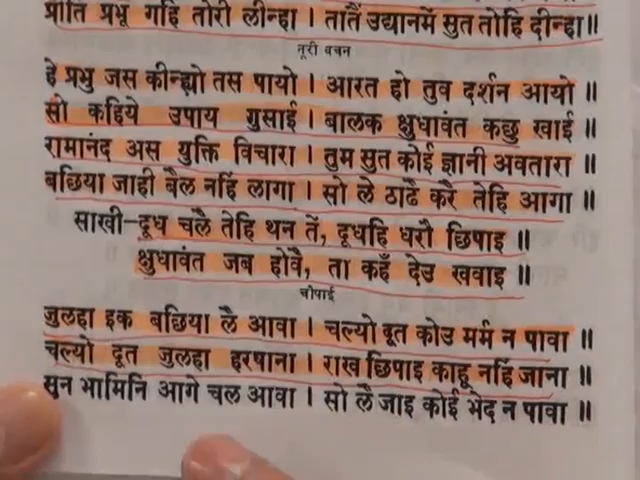 प्रीति प्रभू गहि तोरी लीन्हा । तातैं उद्यानमें सुत तोहि दीन्हा॥
नूरी वचन
हे प्रभु जस कीन्ह्यो तस पायो । आरत हो तुव दर्शन आयो ॥
सो कहिये उपाय गुसाई । बालक क्षुधावंत कछु खाई ॥
रामानंद अस युक्ति विचारा । तुम सुत कोई ज्ञानी अवतारा ॥
बछिया जाही बैल नहिं लागा । सो ले ठाढै करै तेहि आगा ॥
साखी–दूध चलै तेहि थन तें, दूधहि धरौ छिपाइ ॥
क्षुधावंत जब होवै, ता कहँ देउ खवाइ ॥
चौपाई
जुलहा इक बछिया लै आवा । चल्यो दूत कोउ मर्म न पावा ॥
चल्यो दूत जुलहा हरषाना । राख छिपाइ काहू नहिं जाना ॥
सुन भामिनि आगे चल आवा । सो लै जाइ कोई भेद न पावा ॥